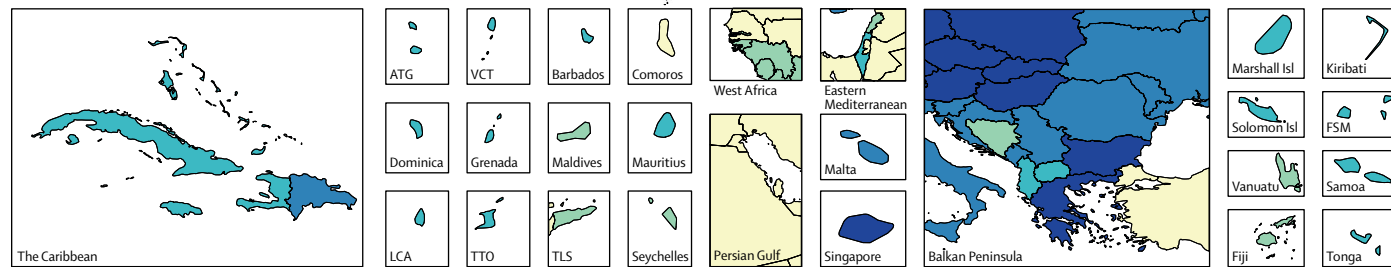 The Caribbean
ATG
VCT
Barbados
Comoros
West Africa
Eastern
Mediterranean
Dominica
Grenada
Maldives
Mauritius
Persian Gulf
Malta
LCA
TTO
TLS
Seychelles
Singapore
Balkan Peninsula
Marshall Isl
Kiribati
Solomon Isl
FSM
Vanuatu
Samoa
Fiji
Tonga